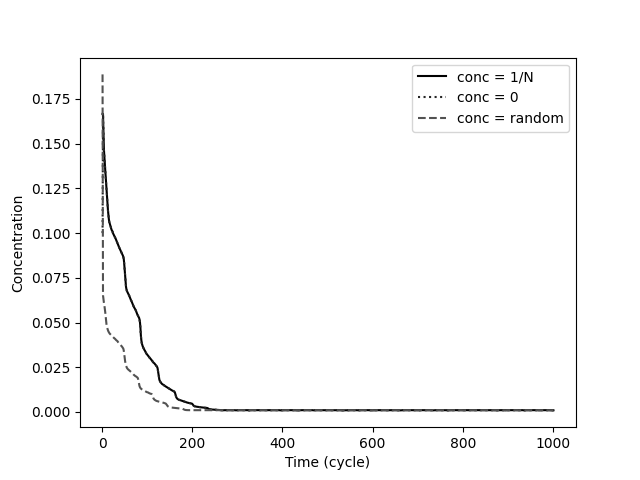 conc = 1/N
conc = 0
conc = random
Concentration
0.175
0.150
0.125
0.100
0.075
0.050
0.025
0.000
0 200 400 600 800 1000
Time (cycle)